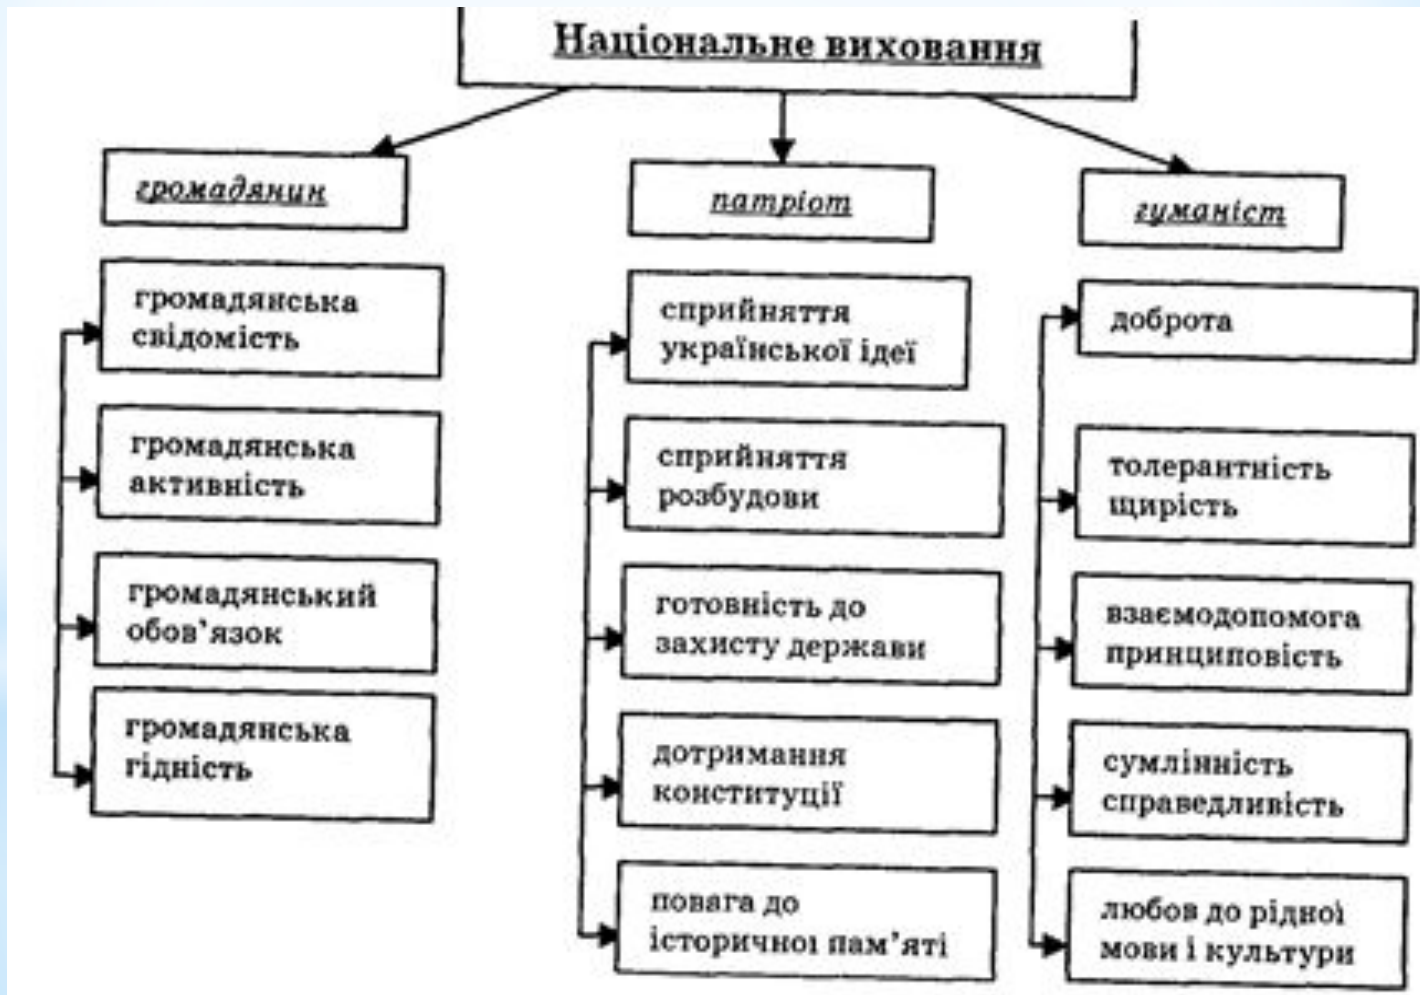 Національне виховання
громадянин
громадянська
свідомість
громадянська
активність
громадянський
обов’язок
громадянська
гідність
патріот
сприйняття
української ідеї
сприйняття
розбудови
готовність до
захисту держави
дотримання
конституції
повага до
історичної пам’яті
гуманіст
доброта
толерантність
щирість
взаємодопомога
принциповість
сумлінність
справедливість
любов до рідної
мови і культури